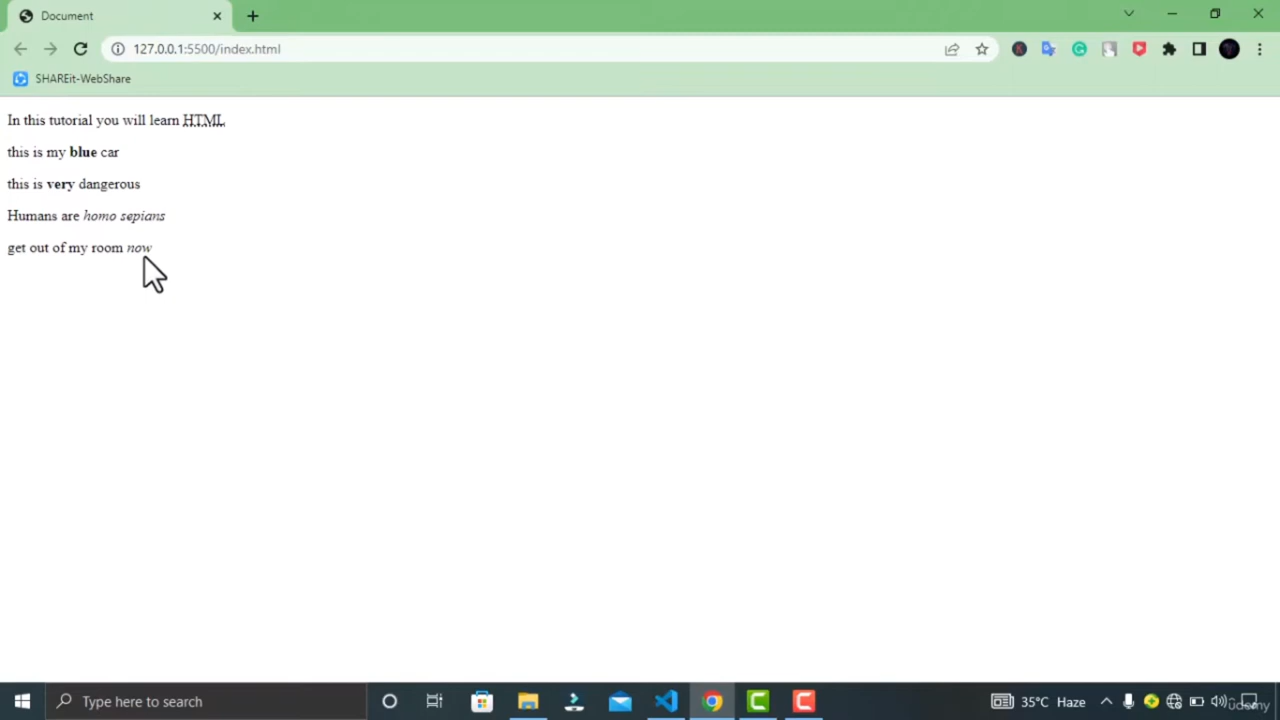 Document
127.0.0.1:5500/index.html
SHAREit-WebShare
In this tutorial you will learn HTML
this is my blue car
this is very dangerous
Humans are homo sepians
get out of my room now
Type here to search
35°C Haze
ûdemy